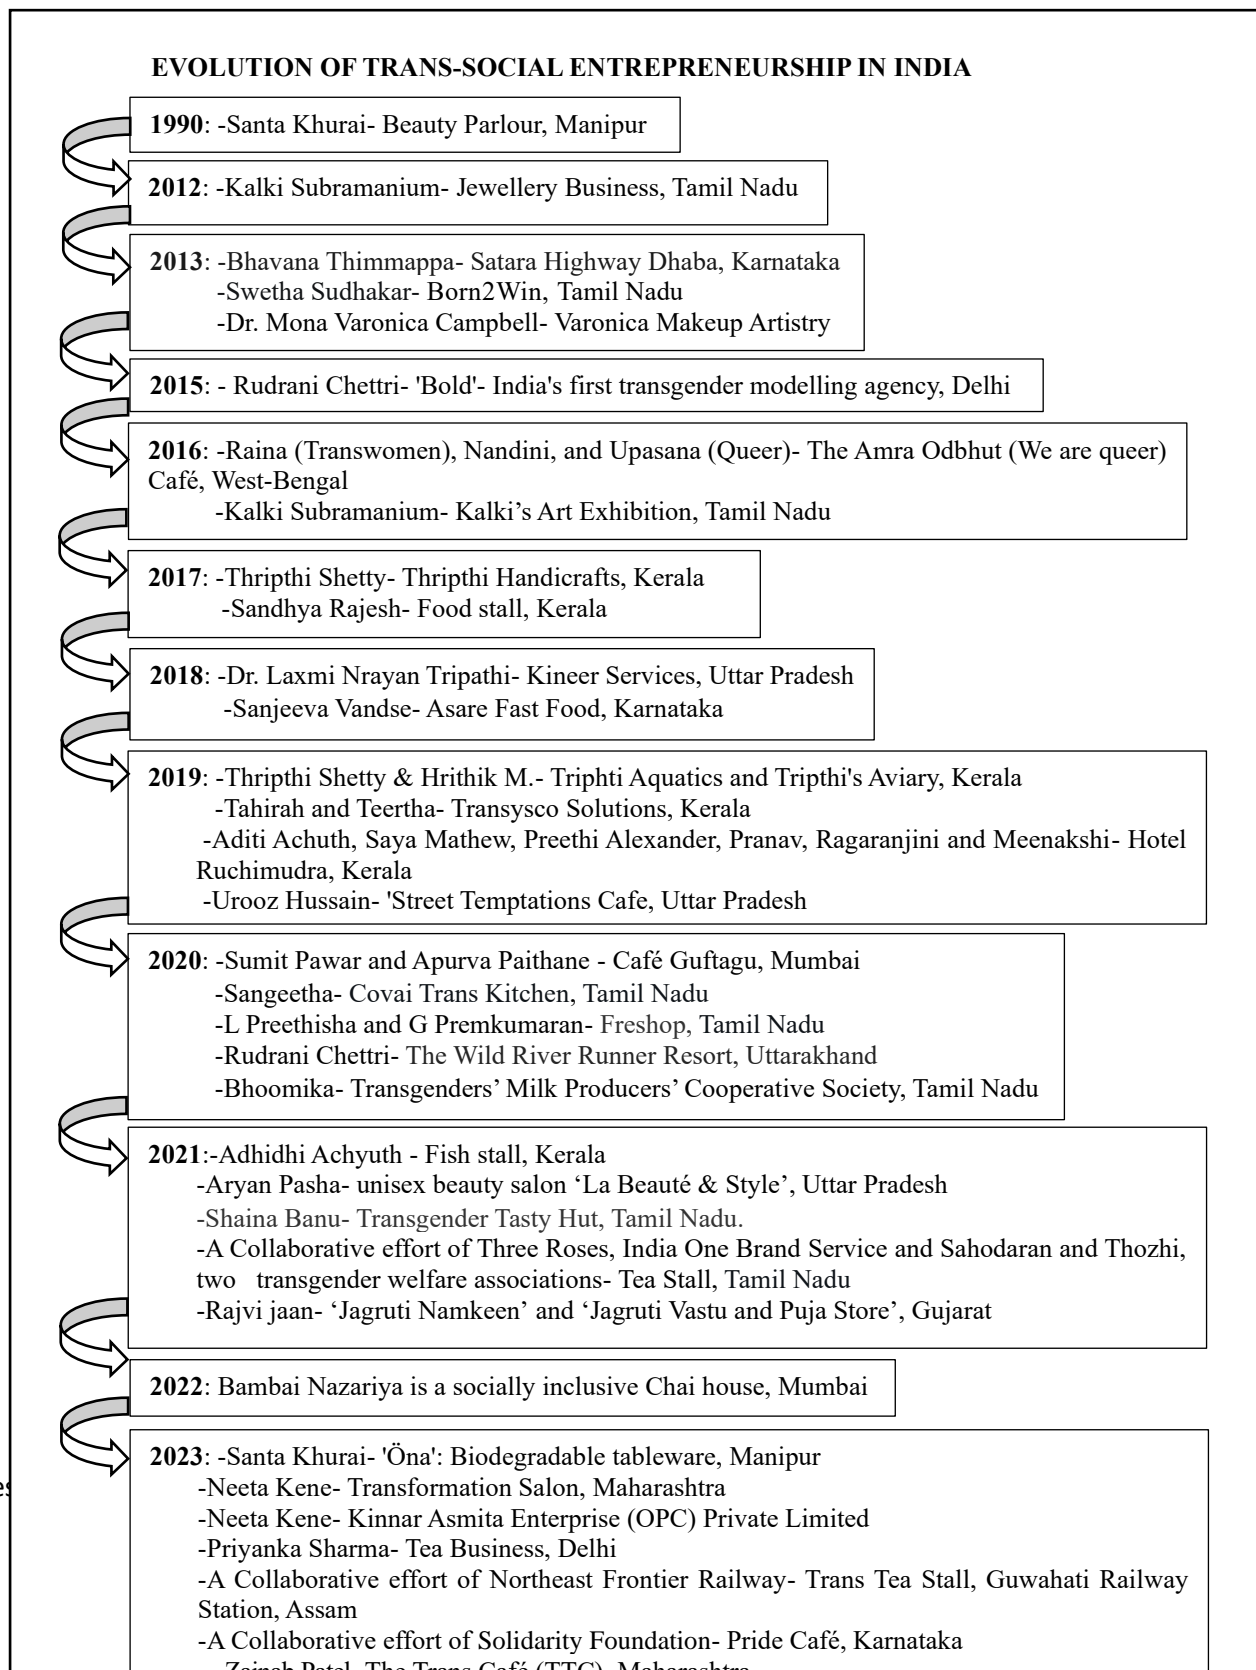 EVOLUTION OF TRANS-SOCIAL ENTREPRENEURSHIP IN INDIA
1990: -Santa Khurai- Beauty Parlour, Manipur
2012: -Kalki Subramanium- Jewellery Business, Tamil Nadu
2013: -Bhavana Thimmappa- Satara Highway Dhaba, Karnataka
-Swetha Sudhakar- Born2Win, Tamil Nadu
-Dr. Mona Varonica Campbell- Varonica Makeup Artistry
2015: - Rudrani Chettri- 'Bold'- India's first transgender modelling agency, Delhi
2016: -Raina (Transwomen), Nandini, and Upasana (Queer)- The Amra Odbhut (We are queer)
Café, West-Bengal
-Kalki Subramanium- Kalki’s Art Exhibition, Tamil Nadu
2017: -Thripthi Shetty- Thripthi Handicrafts, Kerala
-Sandhya Rajesh- Food stall, Kerala
2018: -Dr. Laxmi Nrayan Tripathi- Kineer Services, Uttar Pradesh
-Sanjeeva Vandse- Asare Fast Food, Karnataka
2019: -Thripthi Shetty & Hrithik M.- Triphti Aquatics and Tripthi's Aviary, Kerala
-Tahirah and Teertha- Transysco Solutions, Kerala
-Aditi Achuth, Saya Mathew, Preethi Alexander, Pranav, Ragaranjini and Meenakshi- Hotel
Ruchimudra, Kerala
-Urooz Hussain- 'Street Temptations Cafe, Uttar Pradesh
2020: -Sumit Pawar and Apurva Paithane - Café Guftagu, Mumbai
-Sangeetha- Covai Trans Kitchen, Tamil Nadu
-L Preethisha and G Premkumaran- Freshop, Tamil Nadu
-Rudrani Chettri- The Wild River Runner Resort, Uttarakhand
-Bhoomika- Transgenders’ Milk Producers’ Cooperative Society, Tamil Nadu
2021:-Adhidhi Achyuth - Fish stall, Kerala
-Aryan Pasha- unisex beauty salon ‘La Beauté & Style’, Uttar Pradesh
-Shaina Banu- Transgender Tasty Hut, Tamil Nadu.
-A Collaborative effort of Three Roses, India One Brand Service and Sahodaran and Thozhi,
two transgender welfare associations- Tea Stall, Tamil Nadu
-Rajvi jaan- ‘Jagruti Namkeen’ and ‘Jagruti Vastu and Puja Store’, Gujarat
2022: Bambai Nazariya is a socially inclusive Chai house, Mumbai
2023: -Santa Khurai- 'Öna': Biodegradable tableware, Manipur
-Neeta Kene- Transformation Salon, Maharashtra
-Neeta Kene- Kinnar Asmita Enterprise (OPC) Private Limited
-Priyanka Sharma- Tea Business, Delhi
-A Collaborative effort of Northeast Frontier Railway- Trans Tea Stall, Guwahati Railway
Station, Assam
-A Collaborative effort of Solidarity Foundation- Pride Café, Karnataka
Zainab Patel- The Trans Café (TTC), Maharashtra